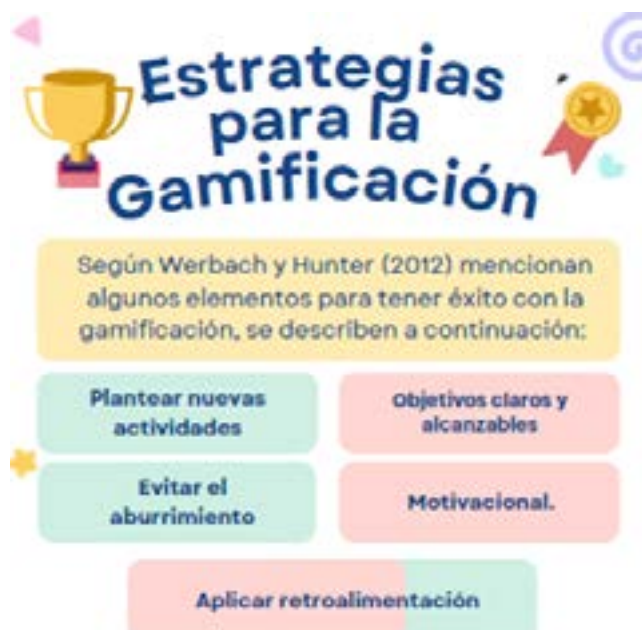 Estrategias
para la
Gamificación
Según Werbach y Hunter (2012) mencionan
algunos elementos para tener éxito con la
gamificación, se describen a continuación:
Plantear nuevas
actividades
Objetivos claros y
alcanzables
Evitar el
aburrimiento
Motivacional.
Aplicar retroalimentación